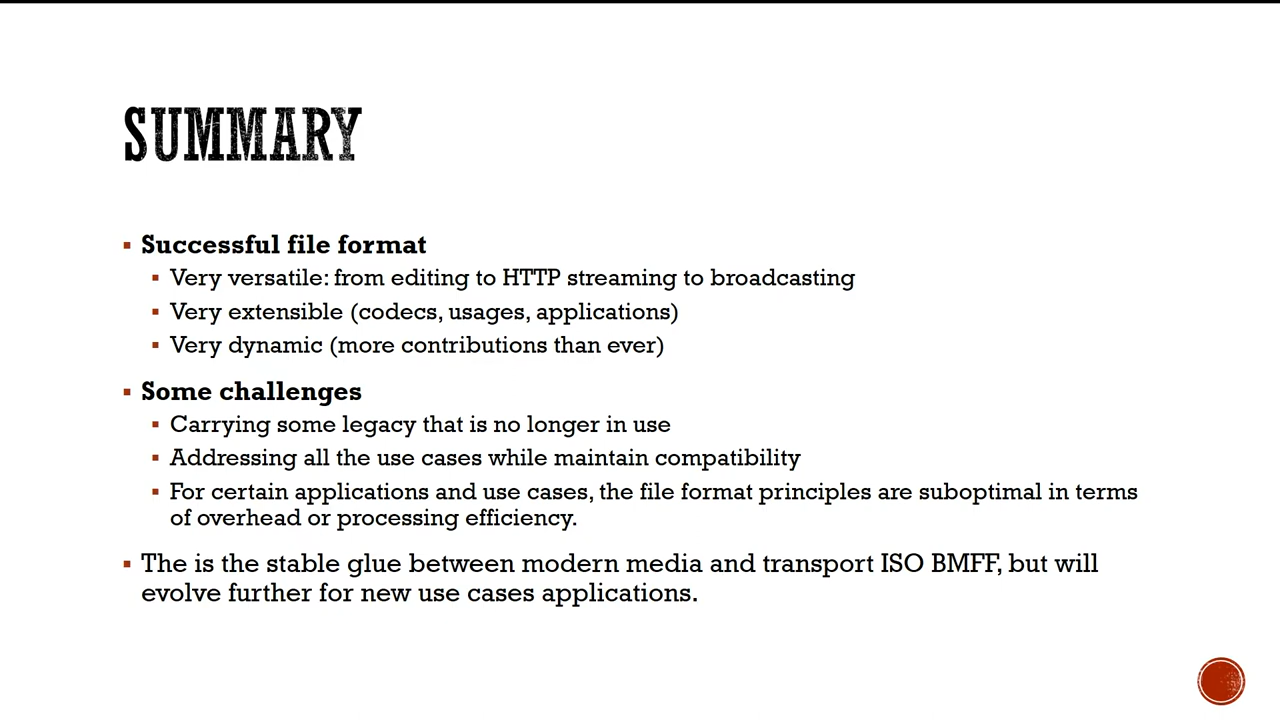 SUMMARY
Successful file format
Very versatile: from editing to HTTP streaming to broadcasting
Very extensible (codecs, usages, applications)
Very dynamic (more contributions than ever)
Some challenges
Carrying some legacy that is no longer in use
Addressing all the use cases while maintain compatibility
For certain applications and use cases, the file format principles are suboptimal in terms
of overhead or processing efficiency.
The is the stable glue between modern media and transport ISO BMFF, but will
evolve further for new use cases applications.